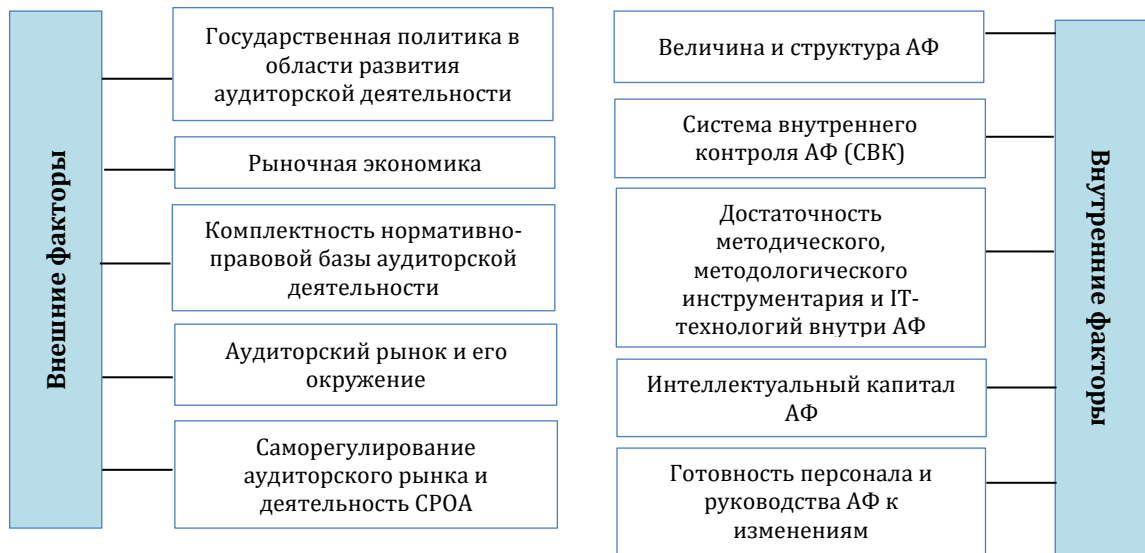 Внешние факторы
Государственная политика в
области развития
аудиторской деятельности
Рыночная экономика
Комплектность нормативно-
правовой базы аудиторской
деятельности
Аудиторский рынок и его
окружение
Саморегулирование
аудиторского рынка и
деятельность СРОА
Величина и структура АФ
Система внутреннего
контроля АФ (СВК)
Достаточность
методического,
методологического
инструментария и IT-
технологий внутри АФ
Интеллектуальный капитал
АФ
Готовность персонала и
руководства АФ к
изменениям
Внутренние факторы